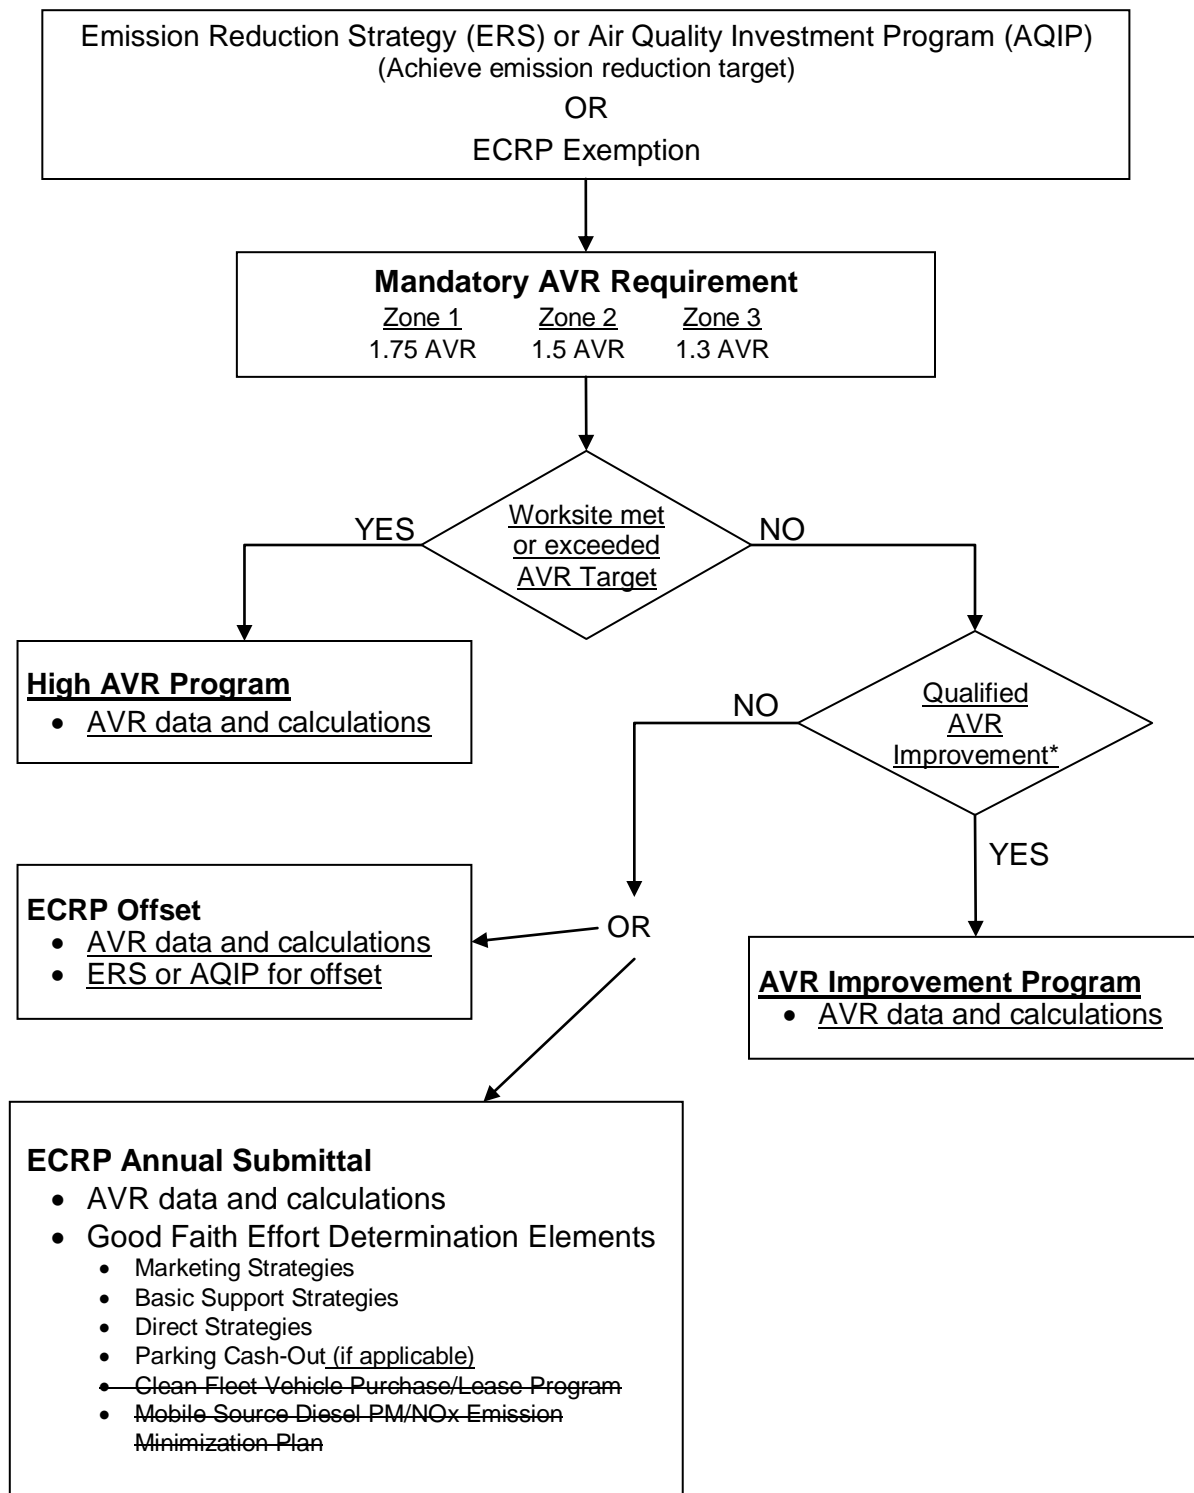 Emission Reduction Strategy (ERS) or Air Quality Investment Program (AQIP)
(Achieve emission reduction target)
OR
ECRP Exemption
Mandatory AVR Requirement
Zone 1 Zone 2 Zone 3
1.75 AVR 1.5 AVR 1.3 AVR
YES
Worksite met
or exceeded
AVR Target
NO
High AVR Program
• AVR data and calculations
NO
Qualified
AVR
Improvement*
YES
ECRP Offset
• AVR data and calculations
• ERS or AQIP for offset
OR
AVR Improvement Program
• AVR data and calculations
ECRP Annual Submittal
• AVR data and calculations
• Good Faith Effort Determination Elements
• Marketing Strategies
• Basic Support Strategies
• Direct Strategies
• Parking Cash-Out (if applicable)
• Clean Fleet Vehicle Purchase/Lease Program
• Mobile Source Diesel PM/NOx Emission
Minimization Plan